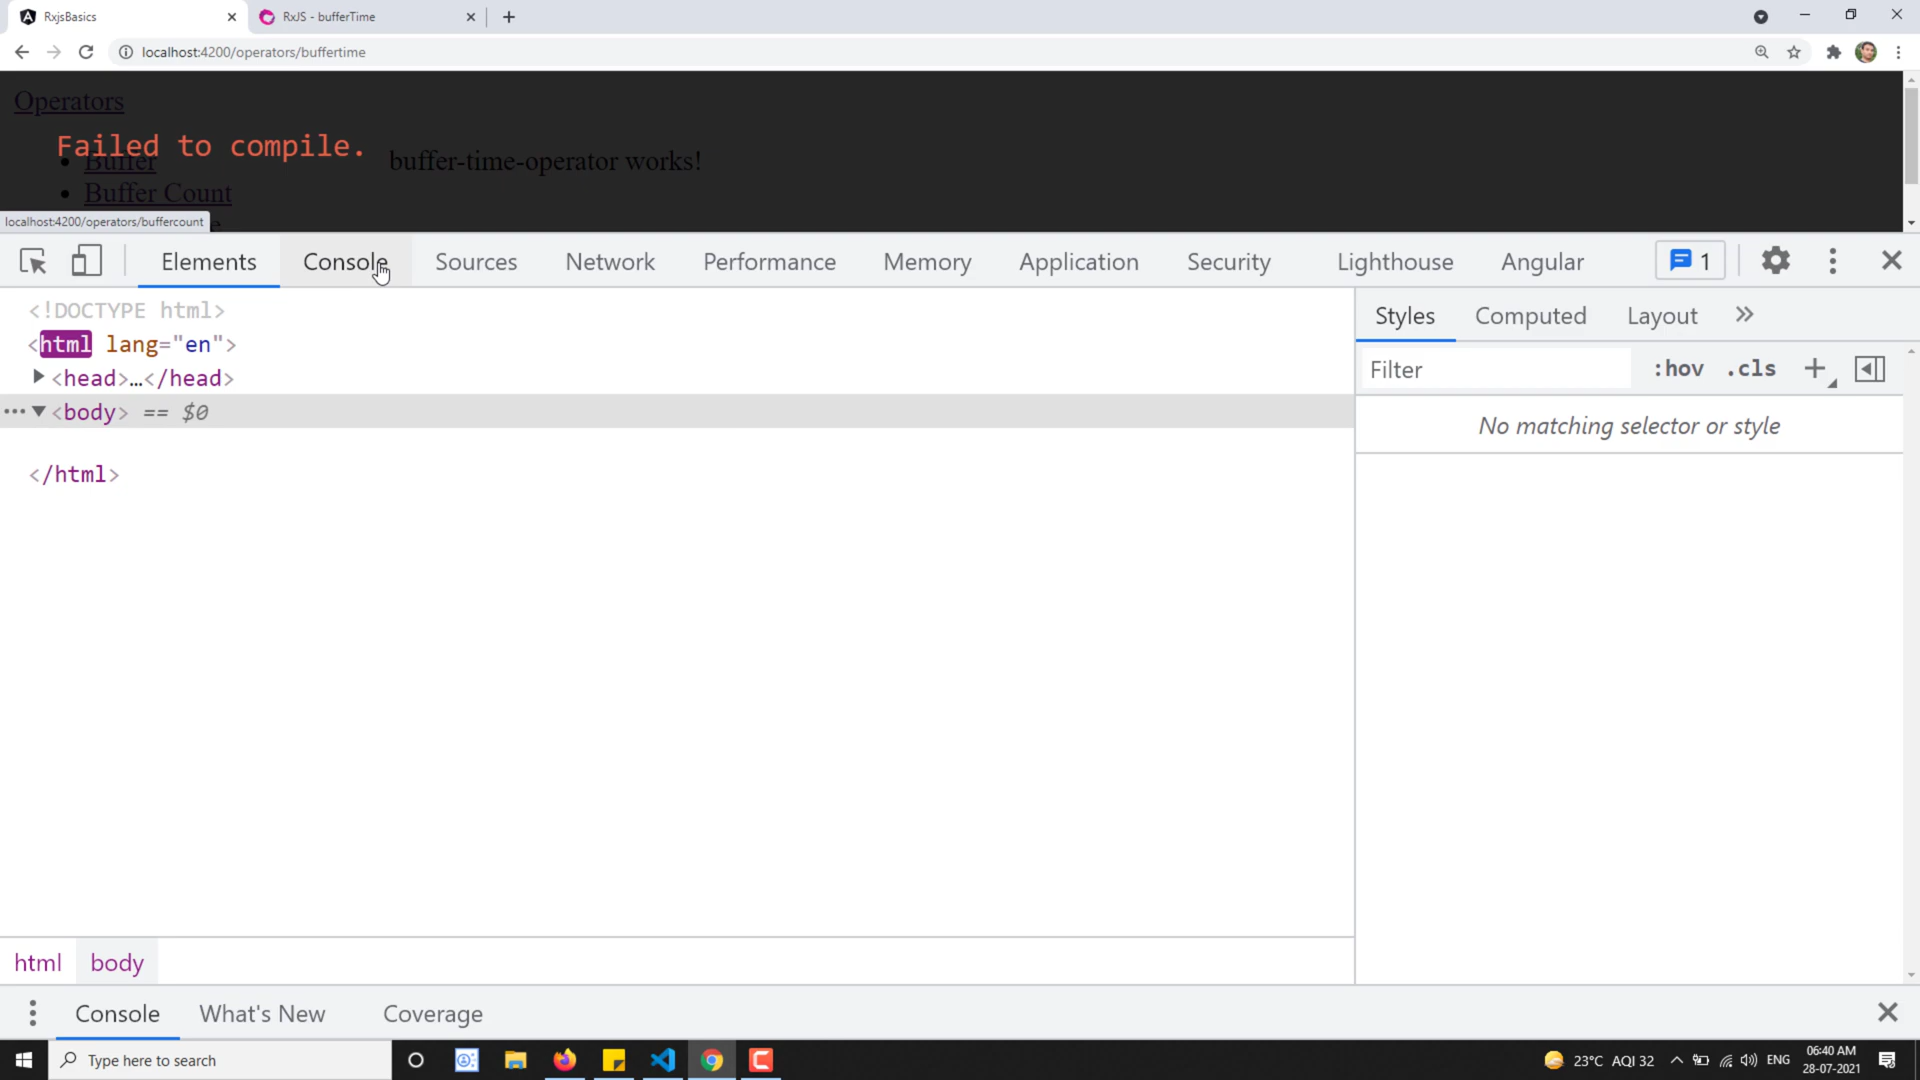 RxjsBasics
RxJS - bufferTime
localhost:4200/operators/buffertime
Operators
Failed to compile.
Buffer
buffer-time-operator works!
Buffer Count
localhost:4200/operators/buffercount
Elements Console Sources Network Performance Memory Application Security Lighthouse Angular 1
<!DOCTYPE html>
<html lang="en">
<head>…</head>
<body> == $0
</html>
Styles Computed Layout
Filter :hov .cls
No matching selector or style
html body
Console What's New Coverage
Type here to search
23°C AQI 32
ENG
06:40 AM
28-07-2021